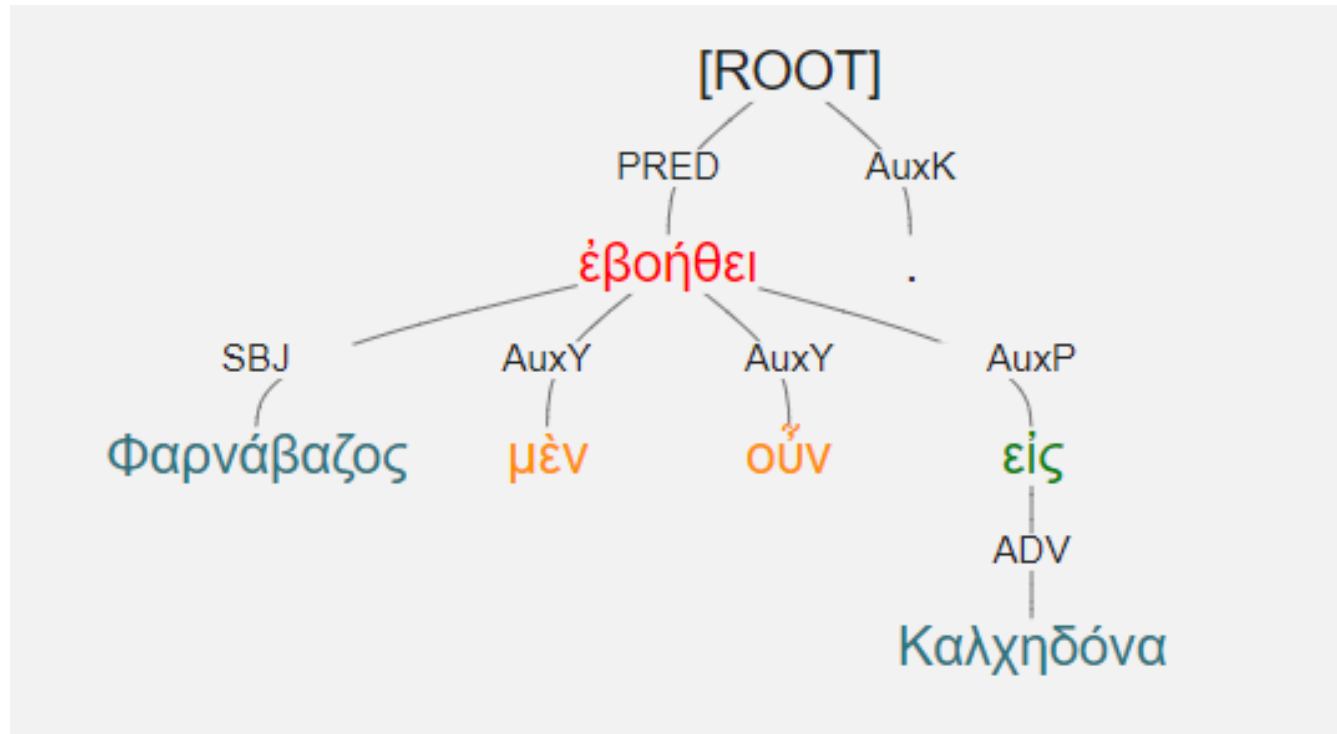 [ROOT]
PRED AuxK
ἐβοήθει .
SBJ AuxY AuxY AuxP
Φαρνάβαζος μὲν οὖν εἰς
ADV
Καλχηδόνα